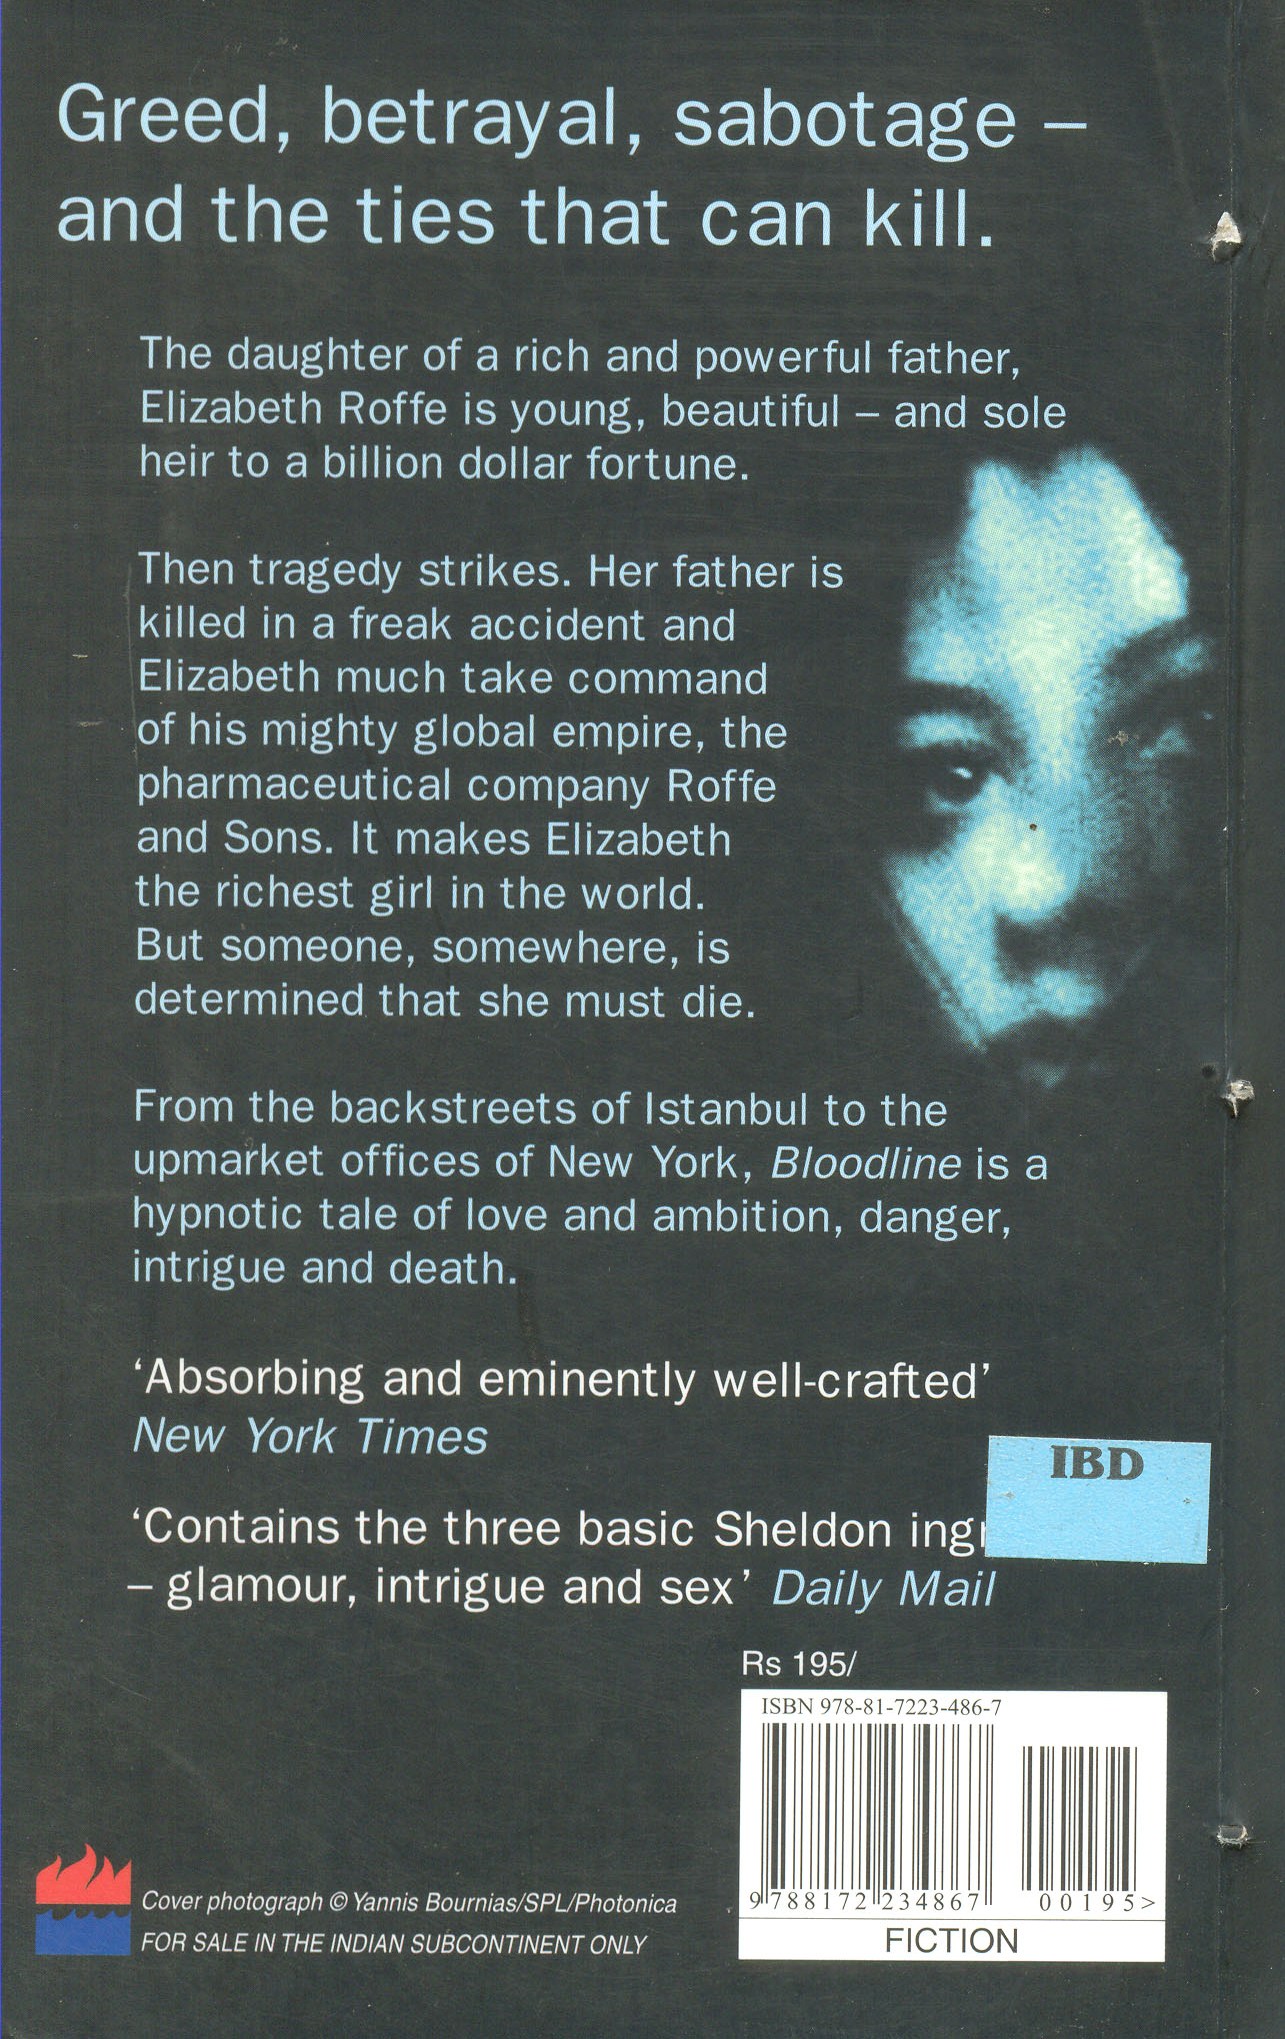 Greed, betrayal, sabotage –
and the ties that can kill.
The daughter of a rich and powerful father,
Elizabeth Roffe is young, beautiful – and sole
heir to a billion dollar fortune.
Then tragedy strikes. Her father is
killed in a freak accident and
Elizabeth much take command
of his mighty global empire, the
pharmaceutical company Roffe
and Sons. It makes Elizabeth
the richest girl in the world.
But someone, somewhere, is
determined that she must die.
From the backstreets of Istanbul to the
upmarket offices of New York, Bloodline is a
hypnotic tale of love and ambition, danger,
intrigue and death.
‘Absorbing and eminently well-crafted’
New York Times
IBD
‘Contains the three basic Sheldon
– glamour, intrigue and sex’ Daily Mail
Rs 195/
ISBN 978-81-7223-486-7
9 788172 234867
00195>
FICTION
Cover photograph © Yannis Bournias/SPL/Photonica
FOR SALE IN THE INDIAN SUBCONTINENT ONLY